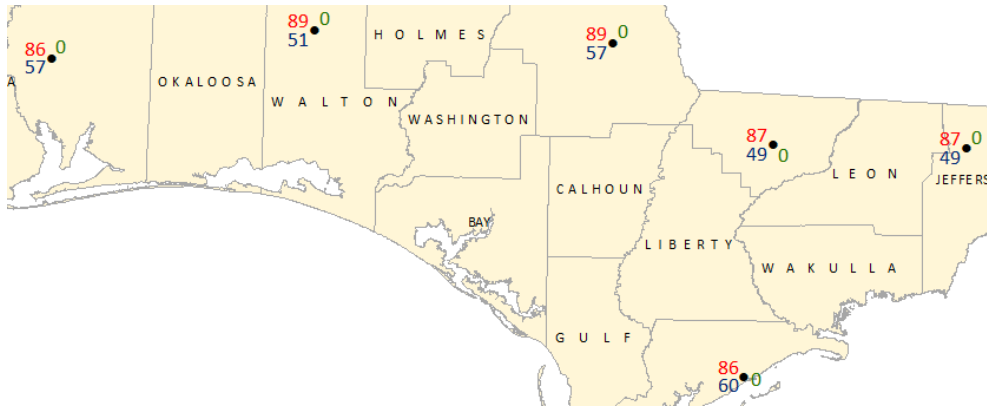 86 0
57
A
OKALOOSA
89 0
51
WALTON
HOLMES
WASHINGTON
89 0
57
CALHOUN
BAY
87
49 0
LIBERTY
LEON
87 0
49
JEFFERS
WAKULLA
GULF
86
60 0